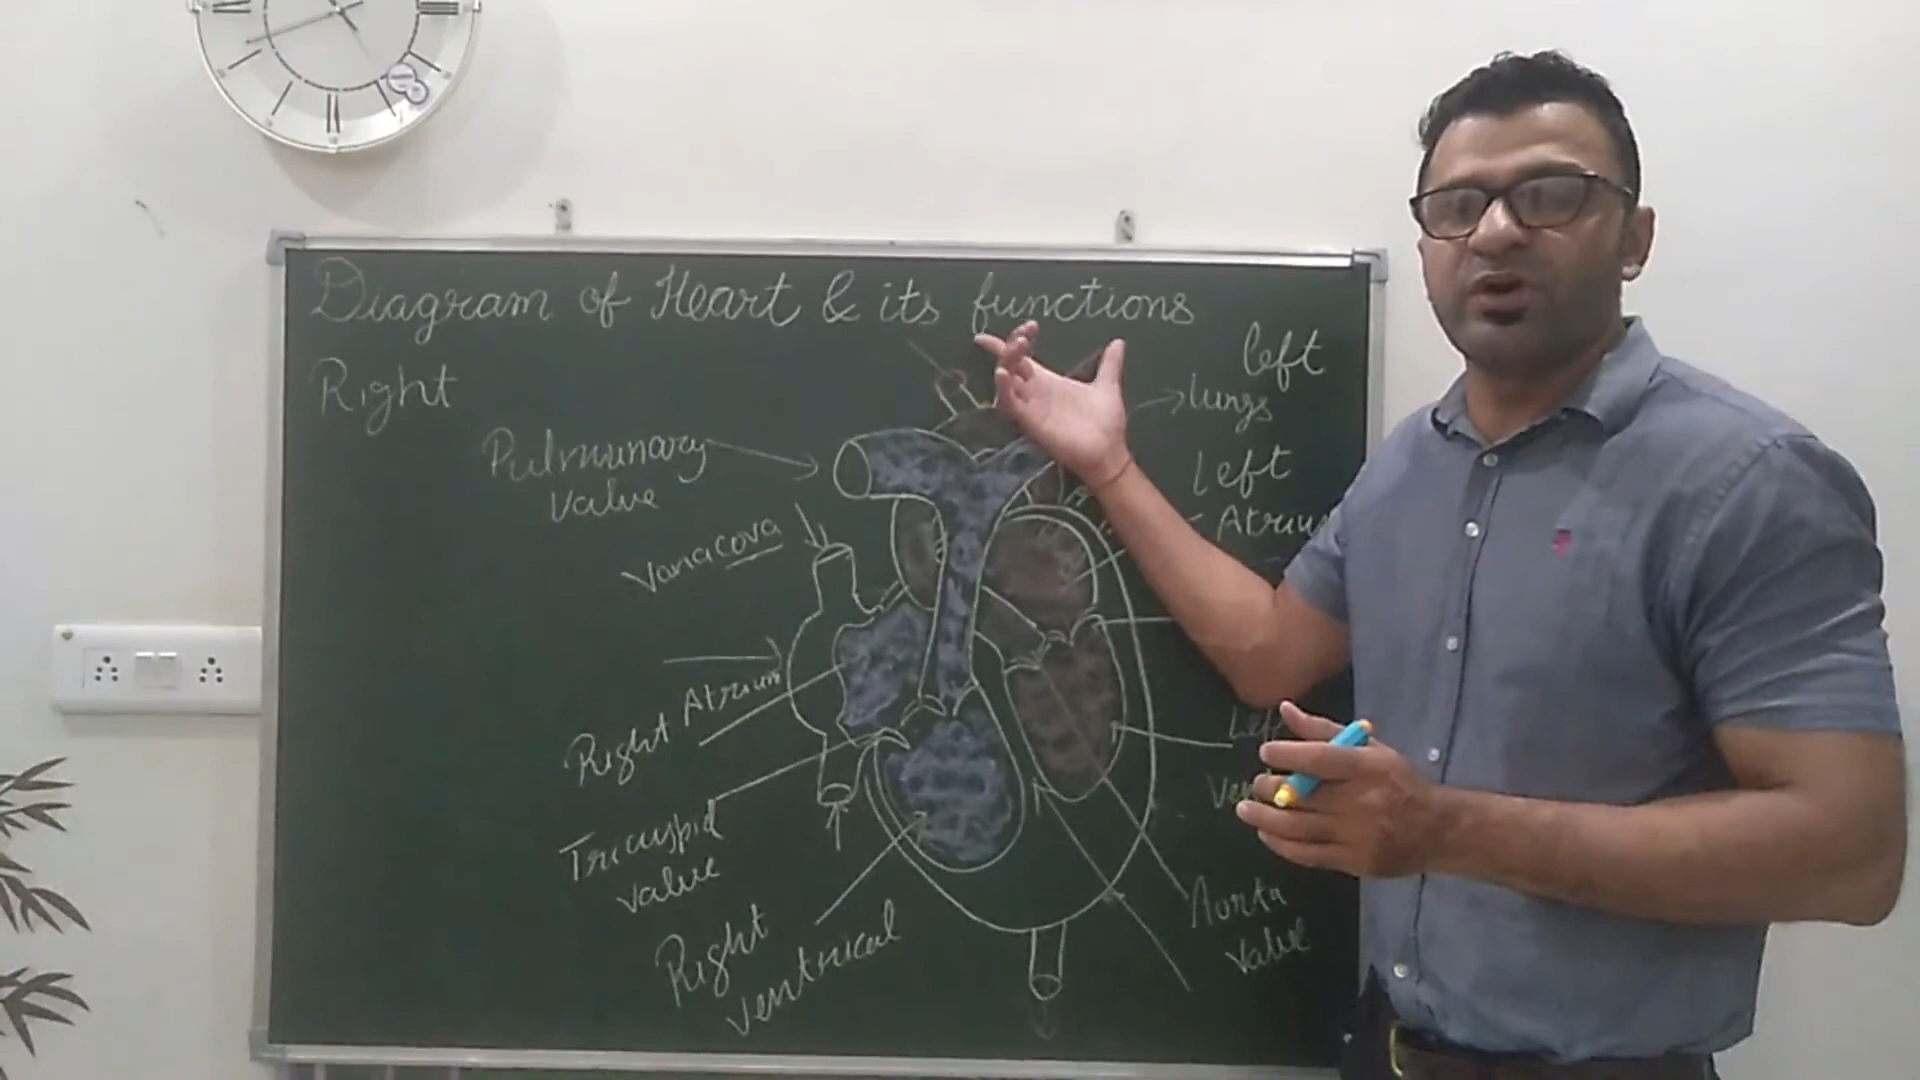 Diagram of Heart & its functions
Right
left
lungs
Pulmunary
Value
Left
Atrium
Vanacova
Right Atrium
Tricuspid
value
Right
Ventrical
Aorta
Value